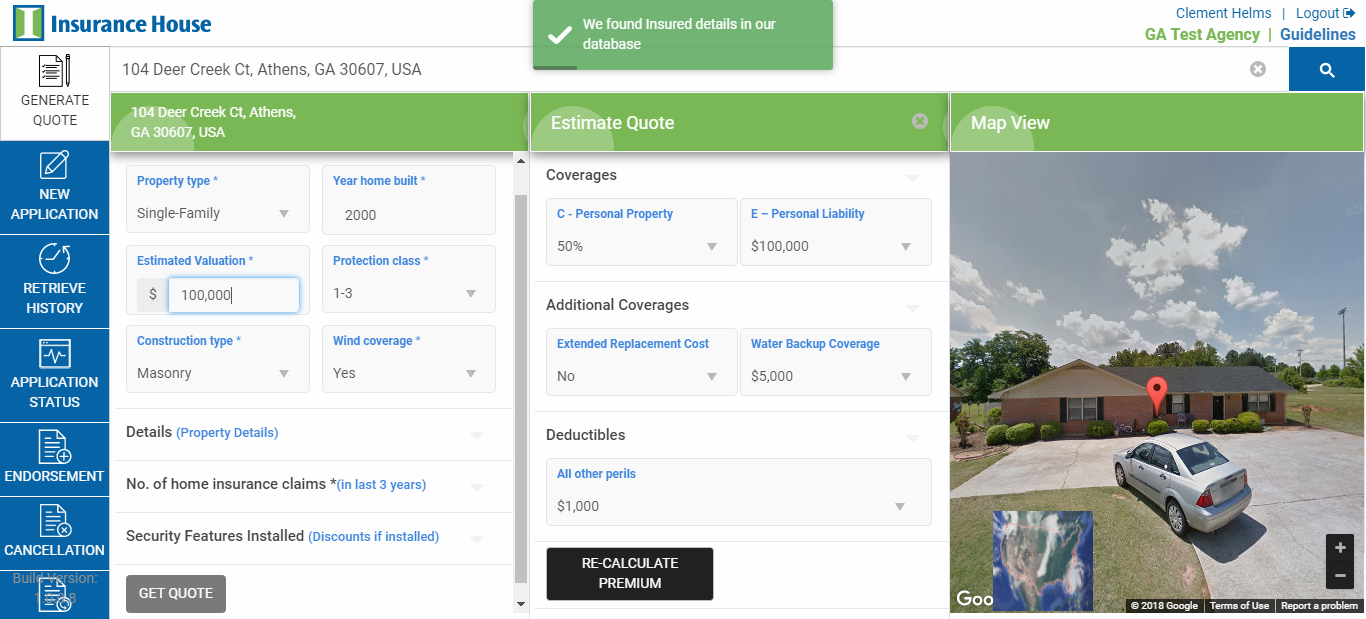 Insurance House
We found Insured details in our
database
Clement Helms | Logout
GA Test Agency | Guidelines
104 Deer Creek Ct, Athens, GA 30607, USA
GENERATE
QUOTE
NEW
APPLICATION
RETRIEVE
HISTORY
APPLICATION
STATUS
ENDORSEMENT
CANCELLATION
Build Version:
104 Deer Creek Ct, Athens,
GA 30607, USA
Property type *
Single-Family
Year home built *
2000
Estimated Valuation *
$ 100,000
Protection class *
1-3
Construction type *
Masonry
Wind coverage *
Yes
Details (Property Details)
No. of home insurance claims *(in last 3 years)
Security Features Installed (Discounts if installed)
GET QUOTE
Estimate Quote
Coverages
C - Personal Property
50%
E – Personal Liability
$100,000
Additional Coverages
Extended Replacement Cost
No
Water Backup Coverage
$5,000
Deductibles
All other perils
$1,000
RE-CALCULATE
PREMIUM
Map View
Goo
© 2018 Google
Terms of Use
Report a problem